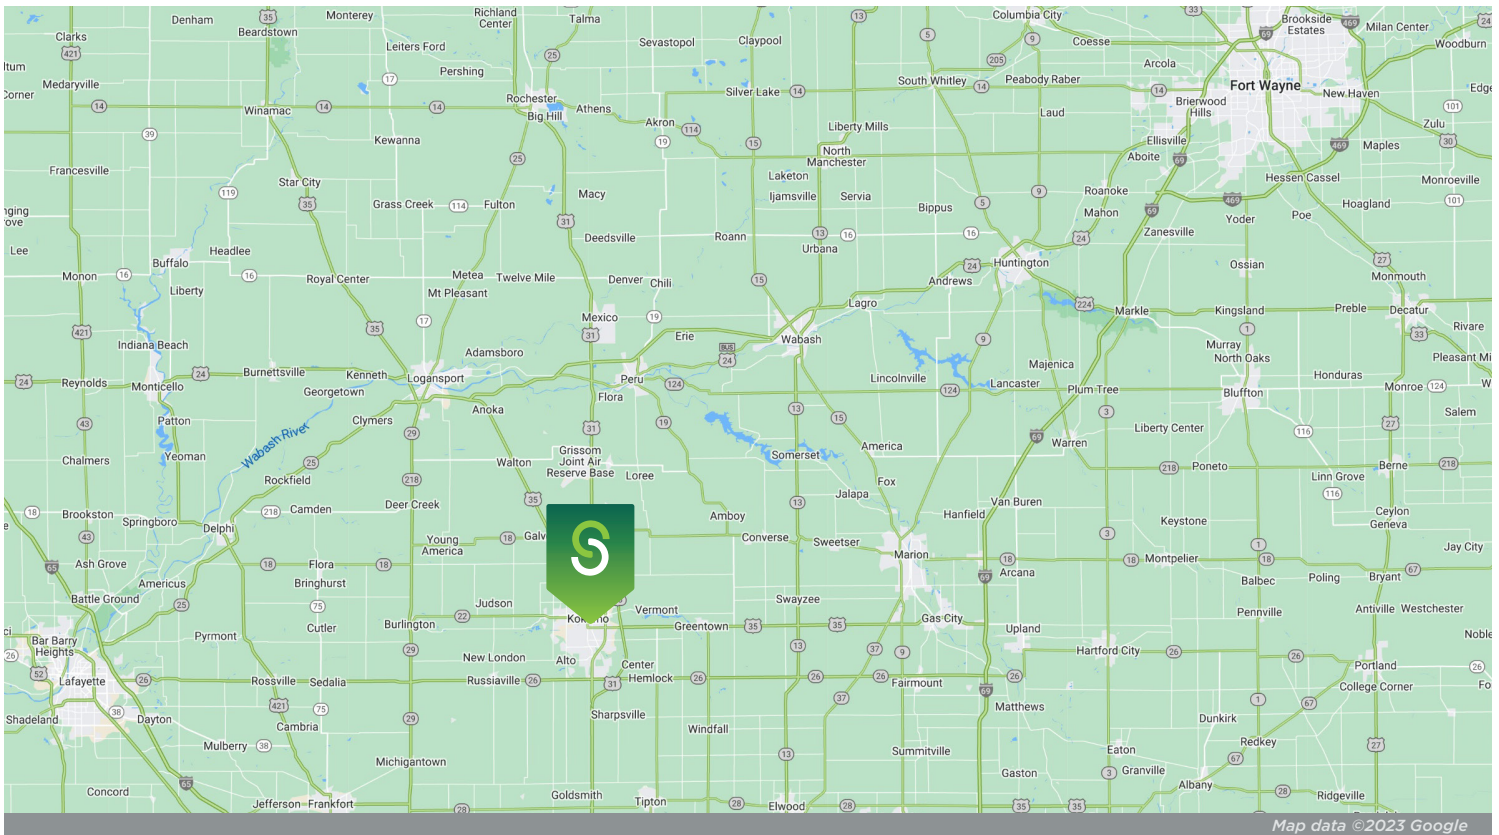 Denham
Monterey
Richland
Center
Talma
Columbia City
Brookside
Estates
Milan Center
Beardstown
Clarks
Leiters Ford
Sevastopol
Claypool
Coesse
Woodburn
ltum
Medaryville
Pershing
South Whitley
Peabody Raber
Arcola
Fort Wayne
Corner
Winamac
Rochester
Big Hill
Athens
Silver Lake
Laud
Brierwood
Hills
New Haven
Edge
Akron
Liberty Mills
Zulu
Kewanna
Ellisville
Maples
Francesville
North
Manchester
Aboite
Star City
Laketon
Hessen Cassel
Monroeville
Grass Creek
Fulton
Macy
Ijamsville
Servia
Roanoke
nging
rove
Bippus
Mahon
Yoder
Poe
Hoagland
Lee
Headlee
Deedsville
Roann
Urbana
Zanesville
Buffalo
Huntington
Ossian
Monon
Royal Center
Metea
Twelve Mile
Denver
Chili
Andrews
Monmouth
Liberty
Mt Pleasant
Lagro
Markle
Kingsland
Preble
Decatur
Mexico
Rivare
Indiana Beach
Adamsboro
Erie
Wabash
Murray
North Oaks
Pleasant Mi
Reynolds
Monticello
Burnettsville
Kenneth
Logansport
Peru
Lincolnville
Lancaster
Majenica
Plum Tree
Honduras
Monroe
W
Georgetown
Flora
Bluffton
Patton
Clymers
Anoka
Salem
Wabash River
Liberty Center
Chalmers
Yeoman
Walton
Grissom
Joint Air
Reserve Base
Loree
Somerset
America
Warren
Poneto
Berne
Rockfield
Fox
Linn Grove
Brookston
Springboro
Delphi
Camden
Deer Creek
Jalapa
Van Buren
Hanfield
Keystone
Ceylon
Geneva
e
Amboy
Young
America
Galv
Converse
Sweetser
Marion
Jay City
Ash Grove
Flora
Bringhurst
Arcana
Montpelier
Balbec
Poling
Bryant
Americus
Battle Ground
Judson
Vermont
Swayzee
Pennville
Antiville
Westchester
ci
Bar Barry
Heights
Pyrmont
Cutler
Burlington
Greentown
Gas City
Upland
Noble
New London
Alto
Center
Hartford City
Portland
Lafayette
Rossville
Sedalia
Russiaville
Hemlock
Fairmount
College Corner
Fo
Shadeland
Dayton
Cambria
Sharpsville
Windfall
Matthews
Dunkirk
Mulberry
Michigantown
Summitville
Eaton
Redkey
Concord
Gaston
Granville
Albany
Jefferson
Frankfort
Goldsmith
Tipton
Elwood
Ridgeville
Map data ©2023 Google